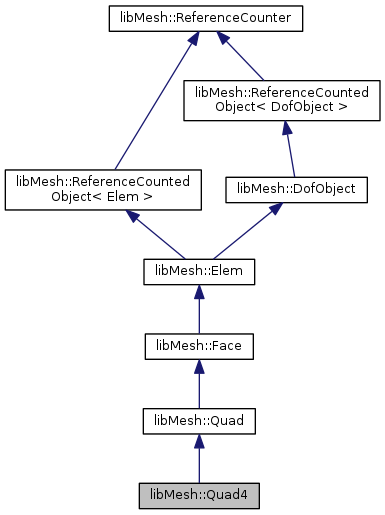 libMesh::ReferenceCounter
libMesh::ReferenceCounted
Object< DofObject >
libMesh::ReferenceCounted
Object< Elem >
libMesh::DofObject
libMesh::Elem
libMesh::Face
libMesh::Quad
libMesh::Quad4